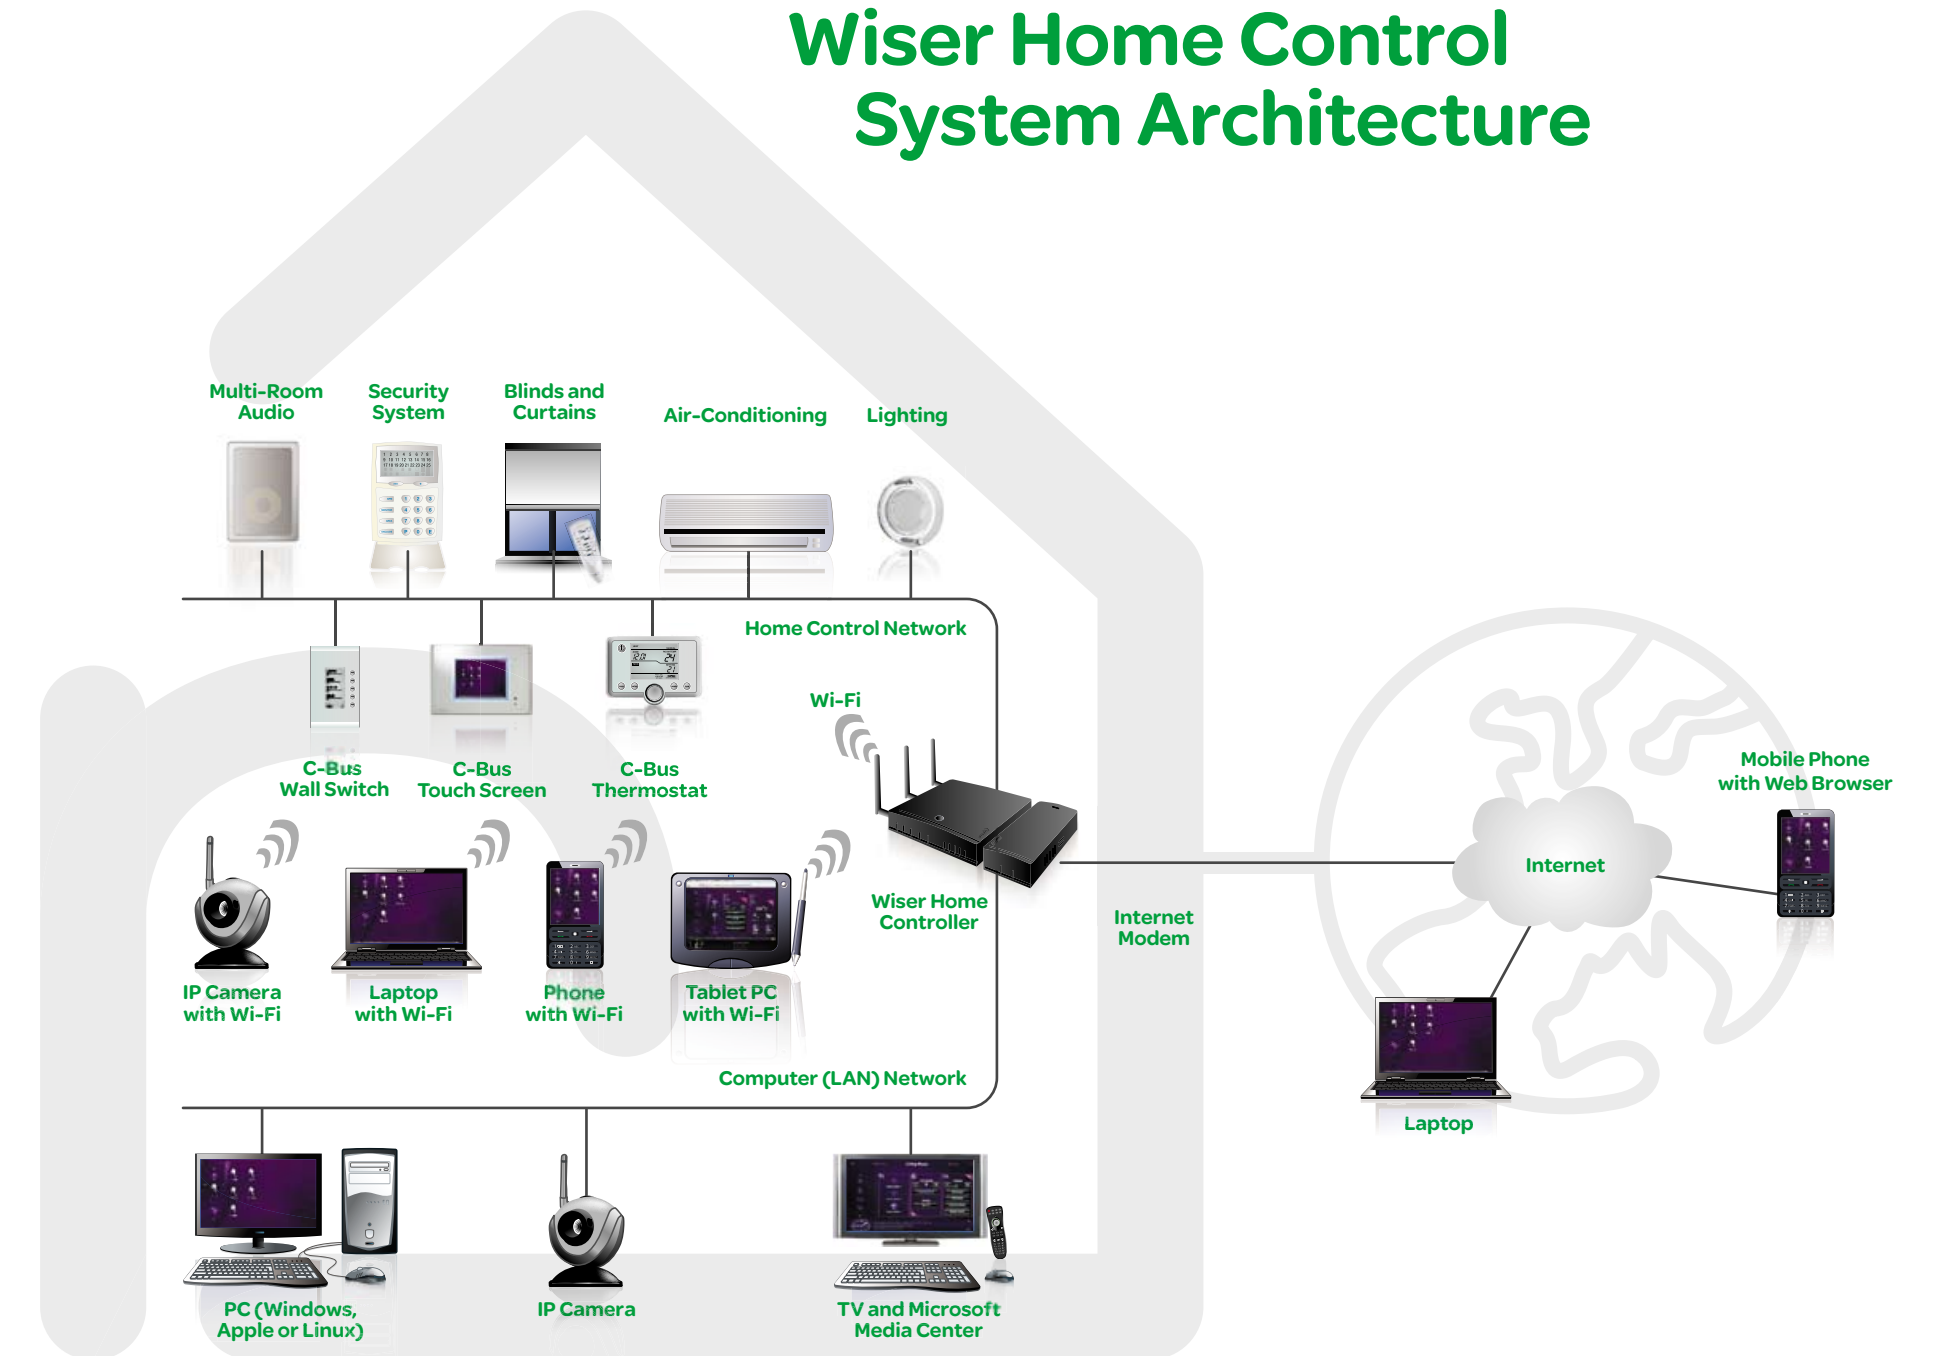 Wiser Home Control
System Architecture
Multi-Room
Audio
Security
System
Blinds and
Curtains
Air-Conditioning
Lighting
Home Control Network
C-Bus
Wall Switch
C-Bus
Touch Screen
C-Bus
Thermostat
Wi-Fi
Wiser Home
Controller
Internet
Modem
Internet
Mobile Phone
with Web Browser
Laptop
IP Camera
with Wi-Fi
Laptop
with Wi-Fi
Phone
with Wi-Fi
Tablet PC
with Wi-Fi
Computer (LAN) Network
PC (Windows,
Apple or Linux)
IP Camera
TV and Microsoft
Media Center